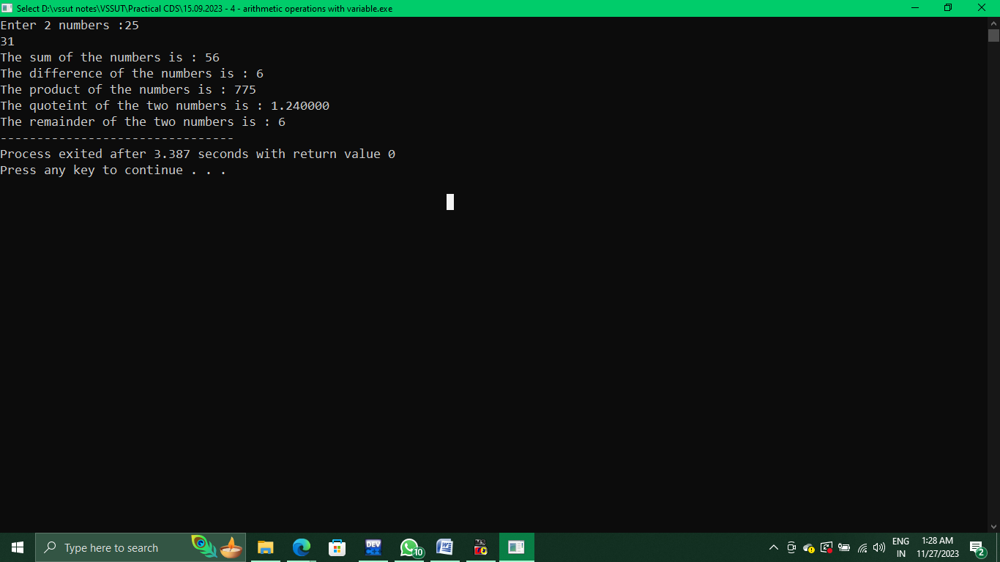 Select D:\vssut notes\VSSUT\Practical CDS\15.09.2023 - 4 - arithmetic operations with variable.exe
Enter 2 numbers :25
31
The sum of the numbers is : 56
The difference of the numbers is : 6
The product of the numbers is : 775
The quoteint of the two numbers is : 1.240000
The remainder of the two numbers is : 6
--------------------------------
Process exited after 3.387 seconds with return value 0
Press any key to continue . . .
Type here to search
DEV
10
ENG
IN
1:28 AM
11/27/2023
2